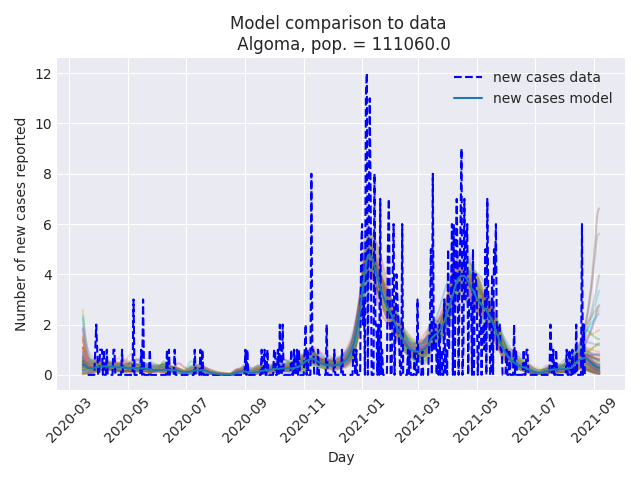 Model comparison to data
Algoma, pop. = 111060.0
new cases data
new cases model
Number of new cases reported
12
10
8
6
4
2
0
2020-03
2020-05
2020-07
2020-09
2020-11
2021-01
2021-03
2021-05
2021-07
2021-09
Day